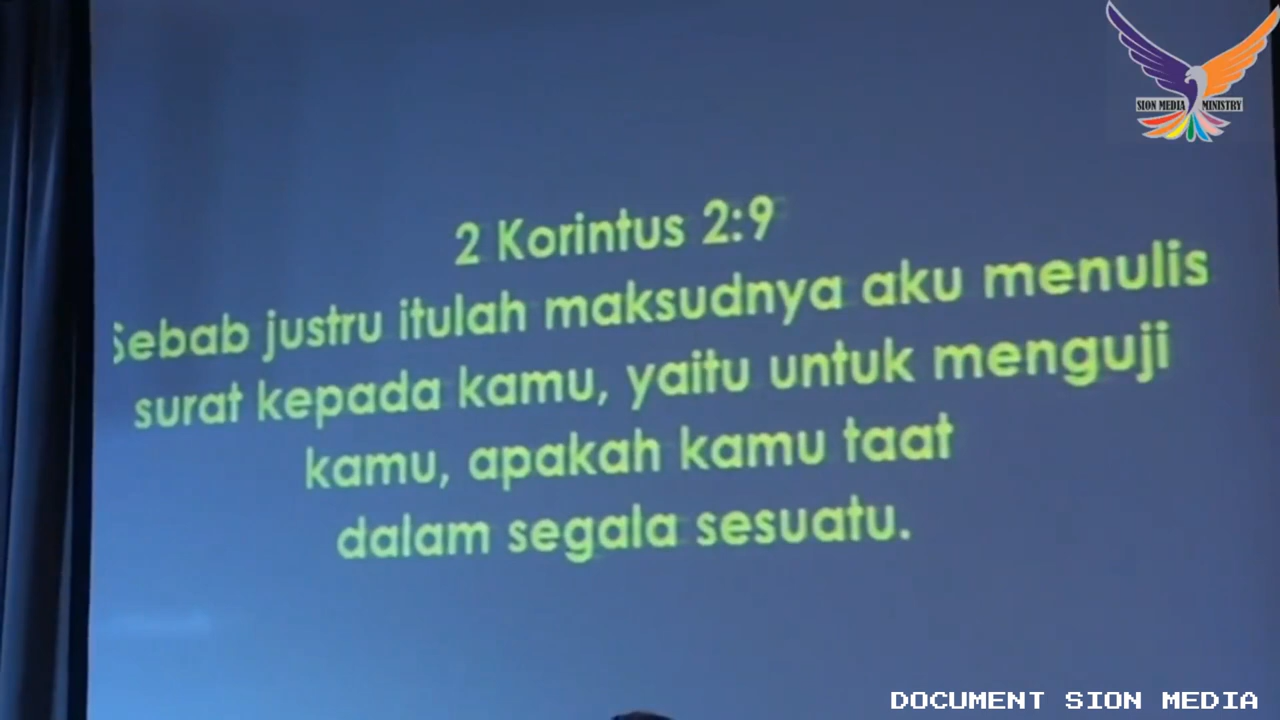 SION MEDIA MINISTRY
2 Korintus 2:9
Sebab justru itulah maksudnya aku menulis
surat kepada kamu, yaitu untuk menguji
kamu, apakah kamu taat
dalam segala sesuatu.
DOCUMENT SION MEDIA